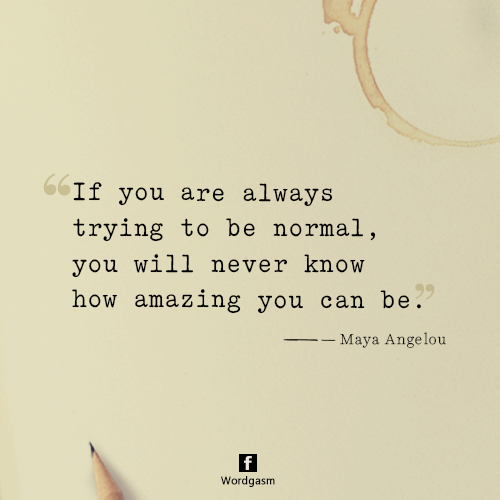 “If you are always
trying to be normal,
you will never know
how amazing you can be.”
—— Maya Angelou
f
Wordgasm